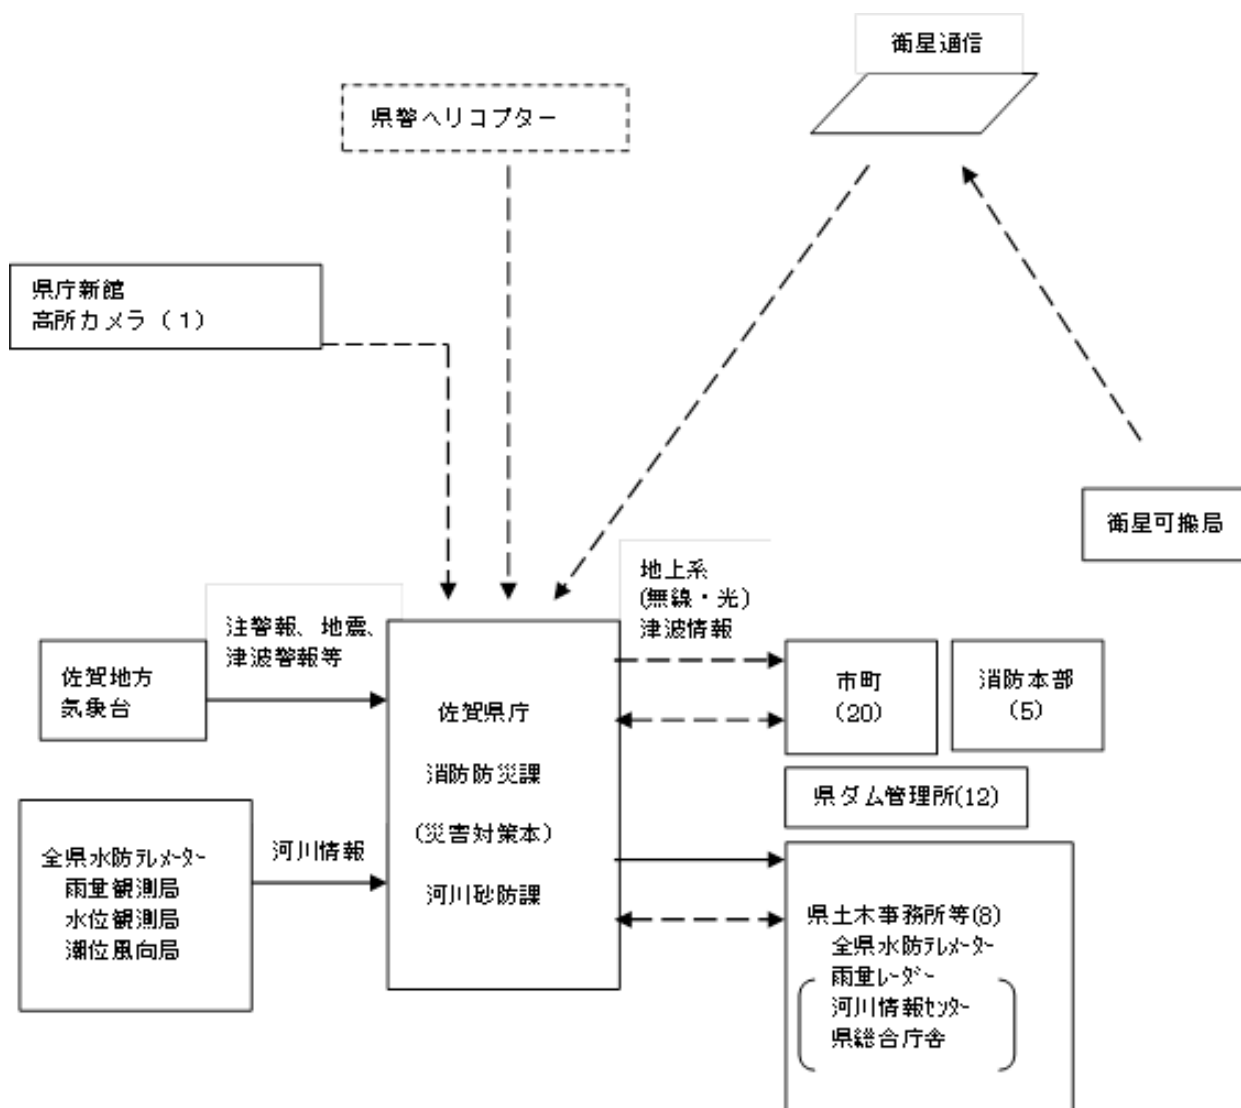 衛星通信
県警ヘリコプター
県庁新館
高所カメラ（１）
衛星可搬局
地上系
(無線・光)
津波情報
注警報、地震、
津波警報等
佐賀地方
気象台
佐賀県庁
消防防災課
(災害対策本)
河川砂防課
市町
(20)
消防本部
(5)
県ダム管理所(12)
全県水防ﾃﾚﾒｰﾀｰ
雨量観測局
水位観測局
潮位風向局
河川情報
県土木事務所等(8)
全県水防ﾃﾚﾒｰﾀｰ
雨量ﾚｰﾀﾞｰ
河川情報ｾﾝﾀｰ
県総合庁舎